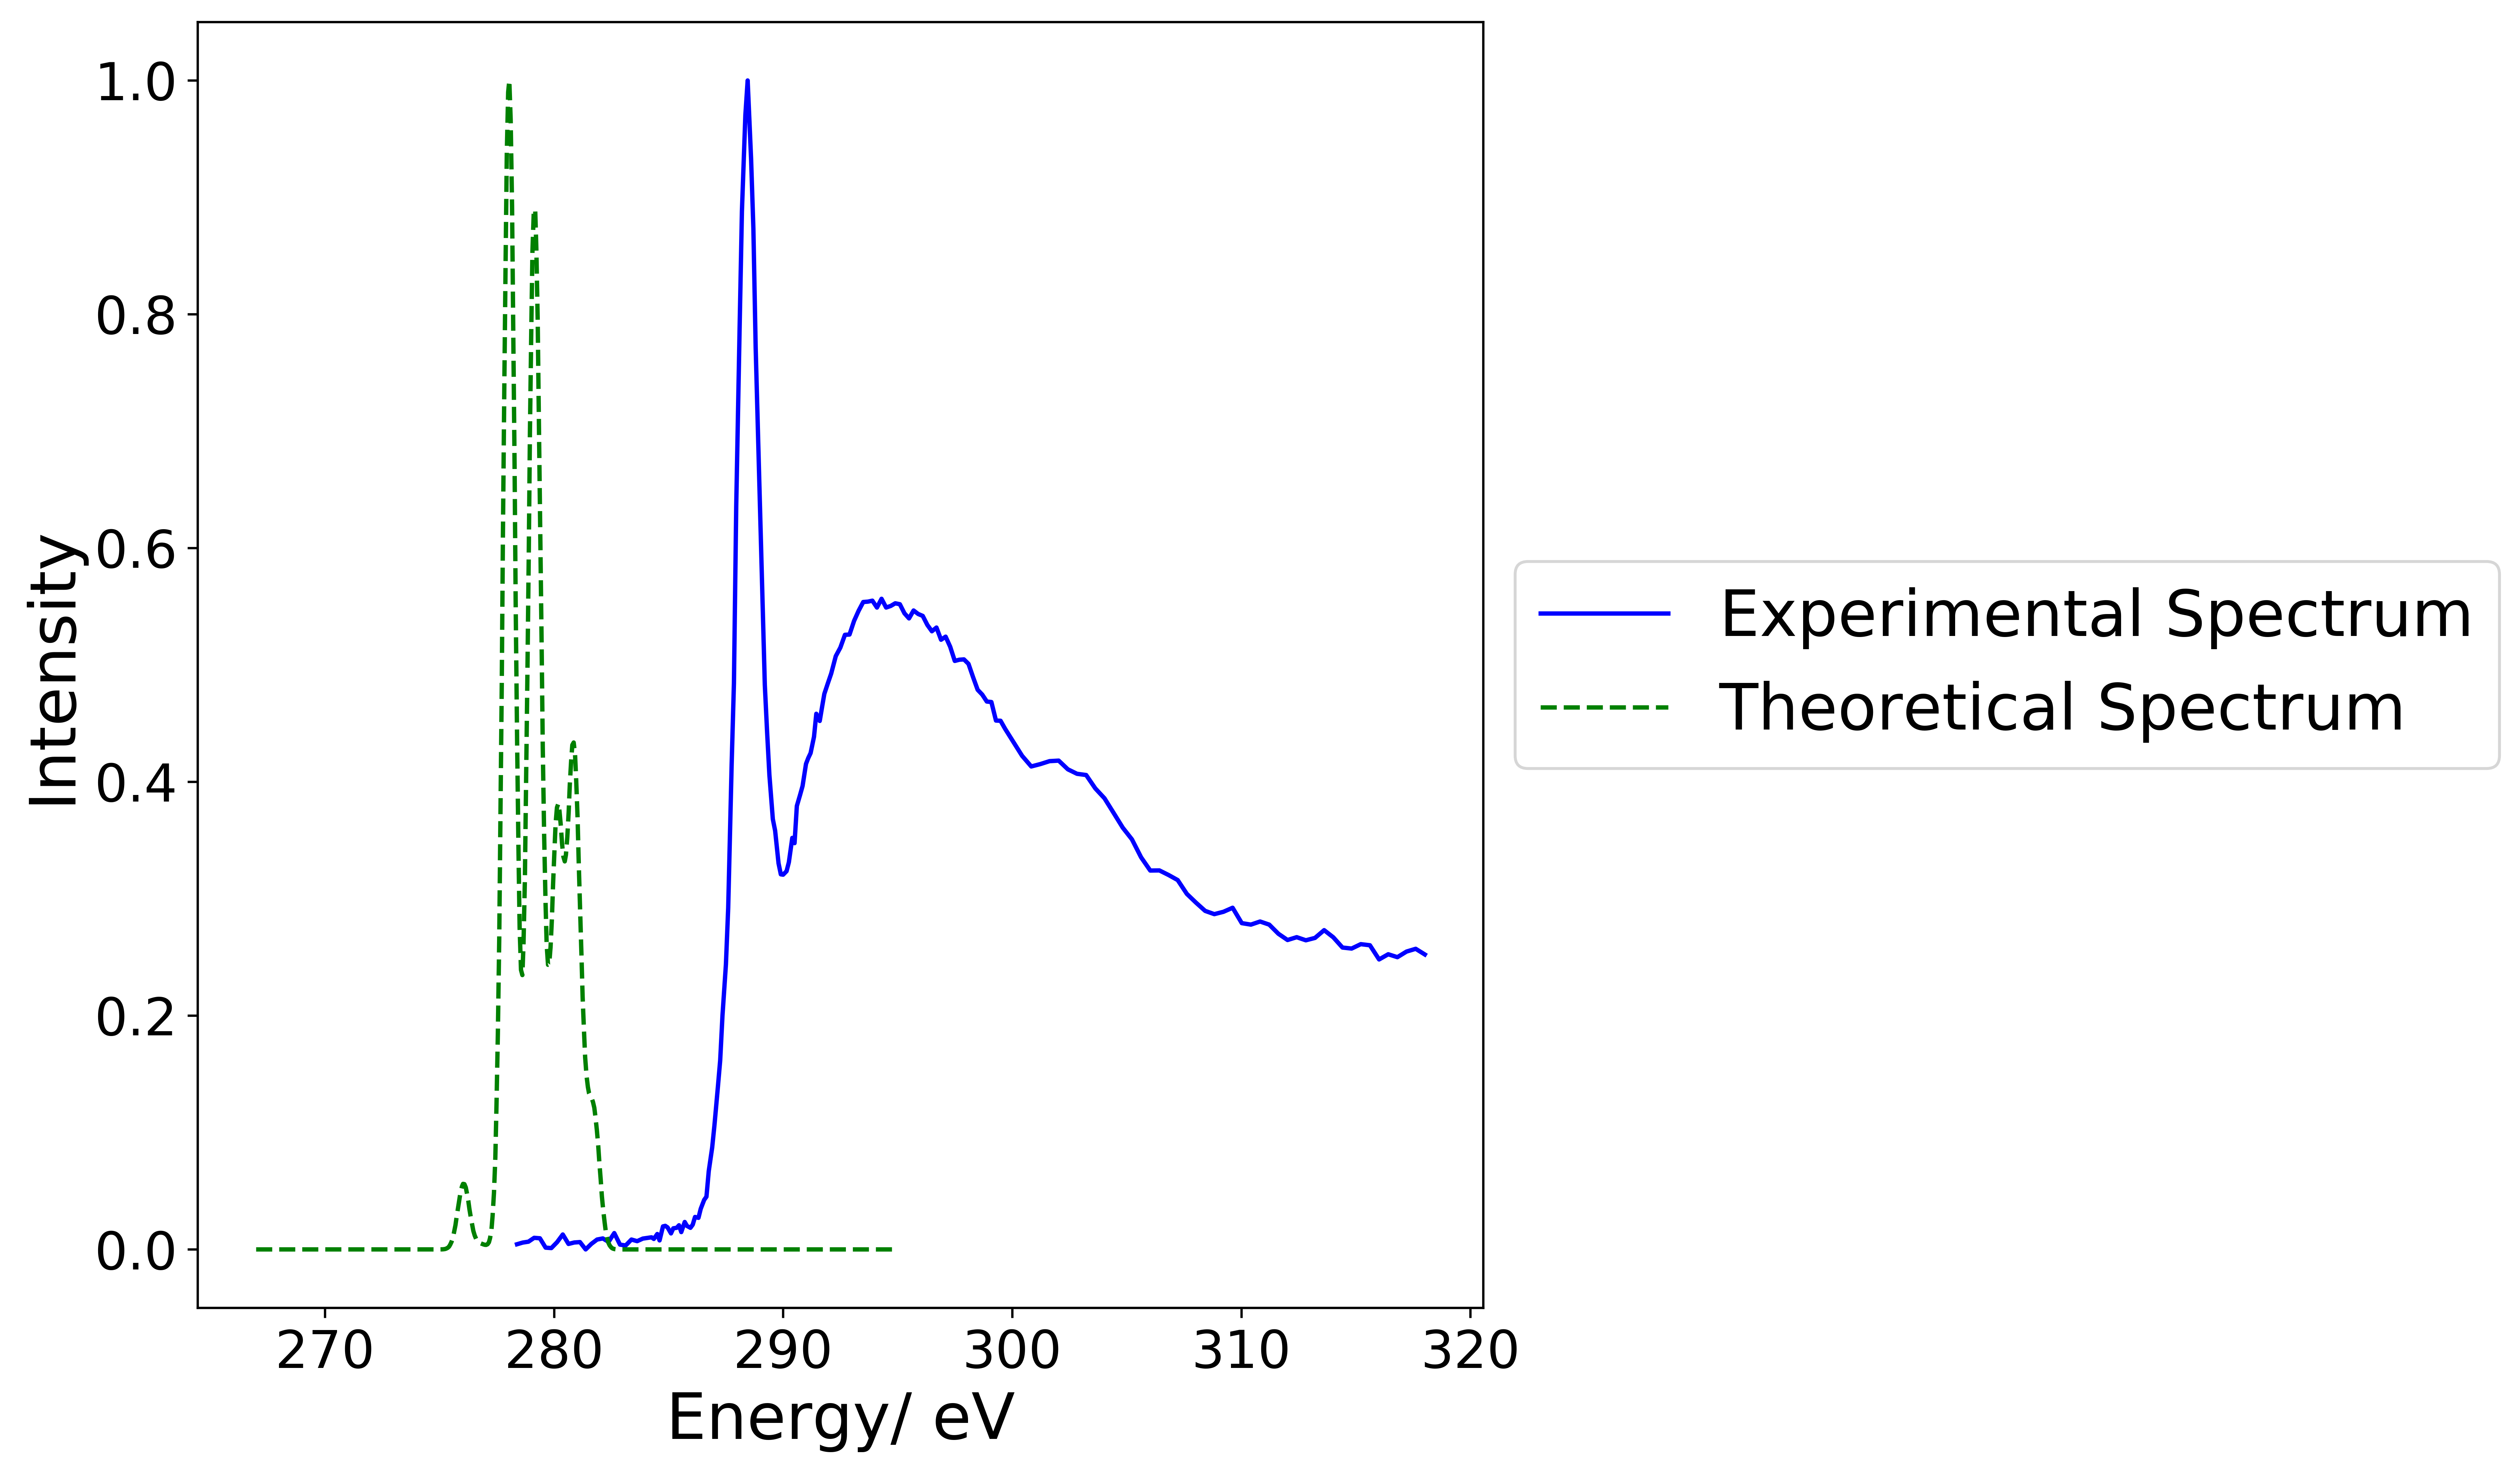 Intensity
1.0
0.8
0.6
0.4
0.2
0.0
270 280 290 300 310 320
Energy/ eV
Experimental Spectrum
Theoretical Spectrum